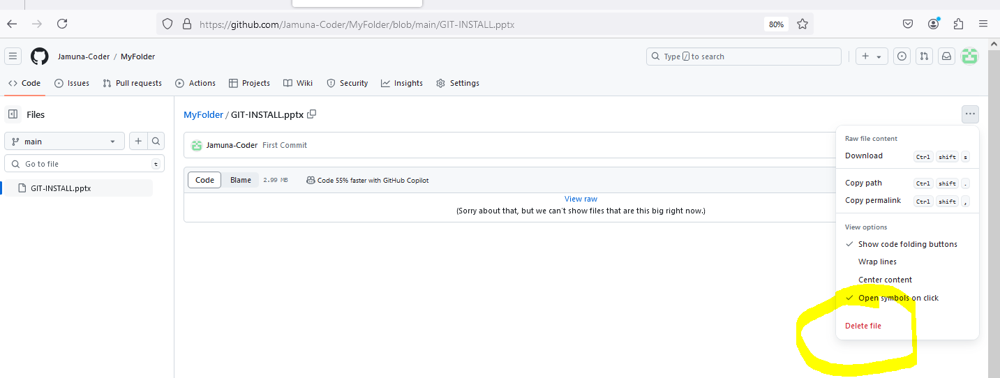 https://github.com/Jamuna-Coder/MyFolder/blob/main/GIT-INSTALL.pptx
80%
Jamuna-Coder / MyFolder
Type / to search
Code
Issues
Pull requests
Actions
Projects
Wiki
Security
Insights
Settings
Files
main
Go to file
t
GIT-INSTALL.pptx
MyFolder / GIT-INSTALL.pptx
Jamuna-Coder First Commit
Code Blame 2.99 MB Code 55% faster with GitHub Copilot
View raw
(Sorry about that, but we can't show files that are this big right now.)
Raw file content
Download Ctrl shift s
Copy path Ctrl shift .
Copy permalink Ctrl shift ,
View options
Show code folding buttons
Wrap lines
Center content
Open symbols on click
Delete file